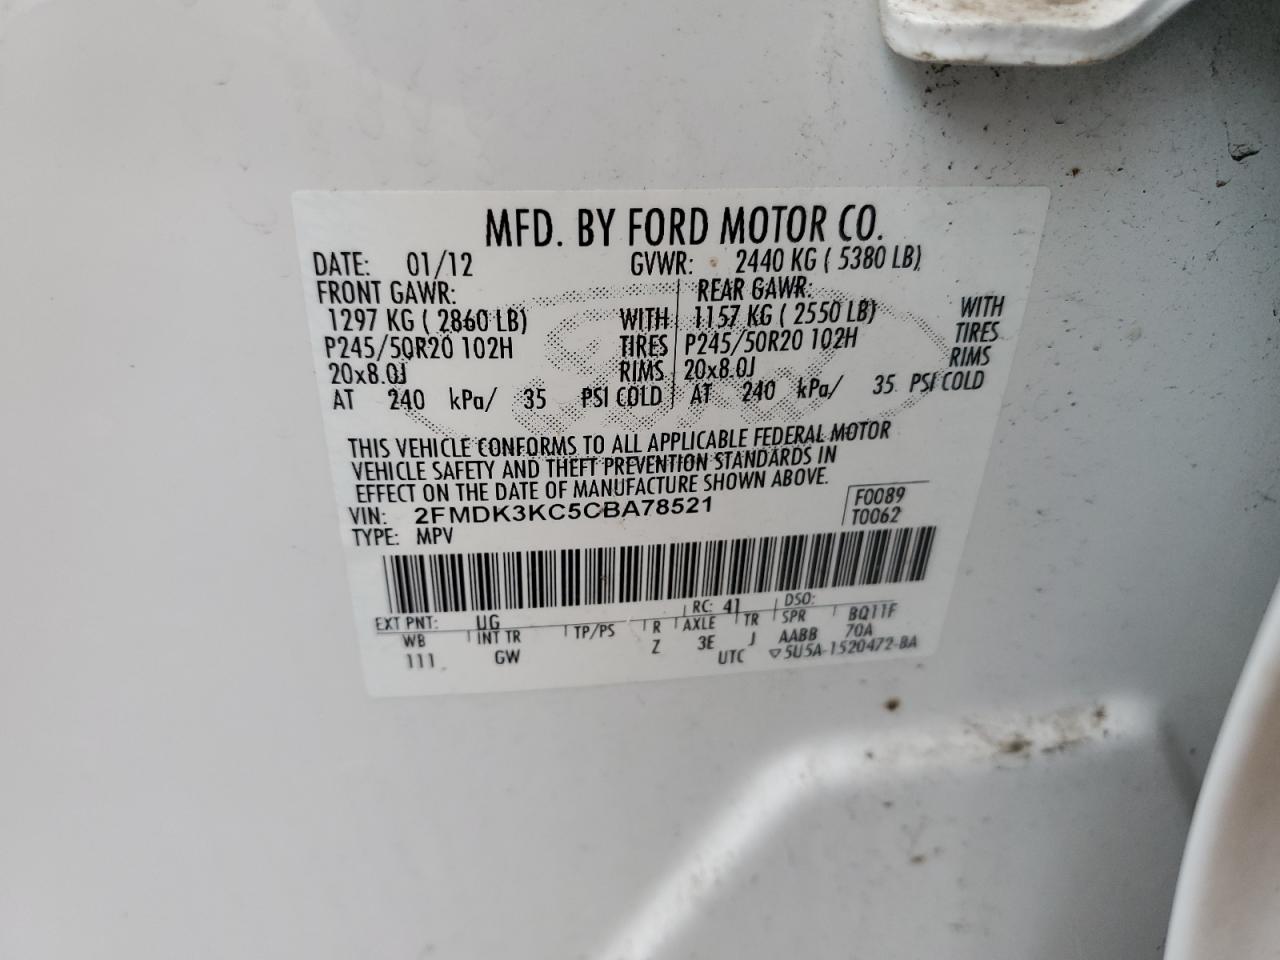 MFD. BY FORD MOTOR CO.
DATE: 01/12 GVWR: 2440 KG ( 5380 LB)
FRONT GAWR: REAR GAWR:
1297 KG ( 2860 LB) WITH 1157 KG ( 2550 LB) WITH
P245/50R20 102H TIRES P245/50R20 102H TIRES
20x8.0J RIMS 20x8.0J RIMS
AT 240 kPa/ 35 PSI COLD AT 240 kPa/ 35 PSI COLD
THIS VEHICLE CONFORMS TO ALL APPLICABLE FEDERAL MOTOR
VEHICLE SAFETY AND THEFT PREVENTION STANDARDS IN
EFFECT ON THE DATE OF MANUFACTURE SHOWN ABOVE.
VIN: 2FMDK3KC5CBA78521 F0089
TYPE: MPV T0062
EXT PNT: UG RC: 41 DSO:
WB INT TR TP/PS R AXLE TR SPR BQ11F
111 GW Z 3E J AABB 70A
UTC ▽5U5A-1520472-BA